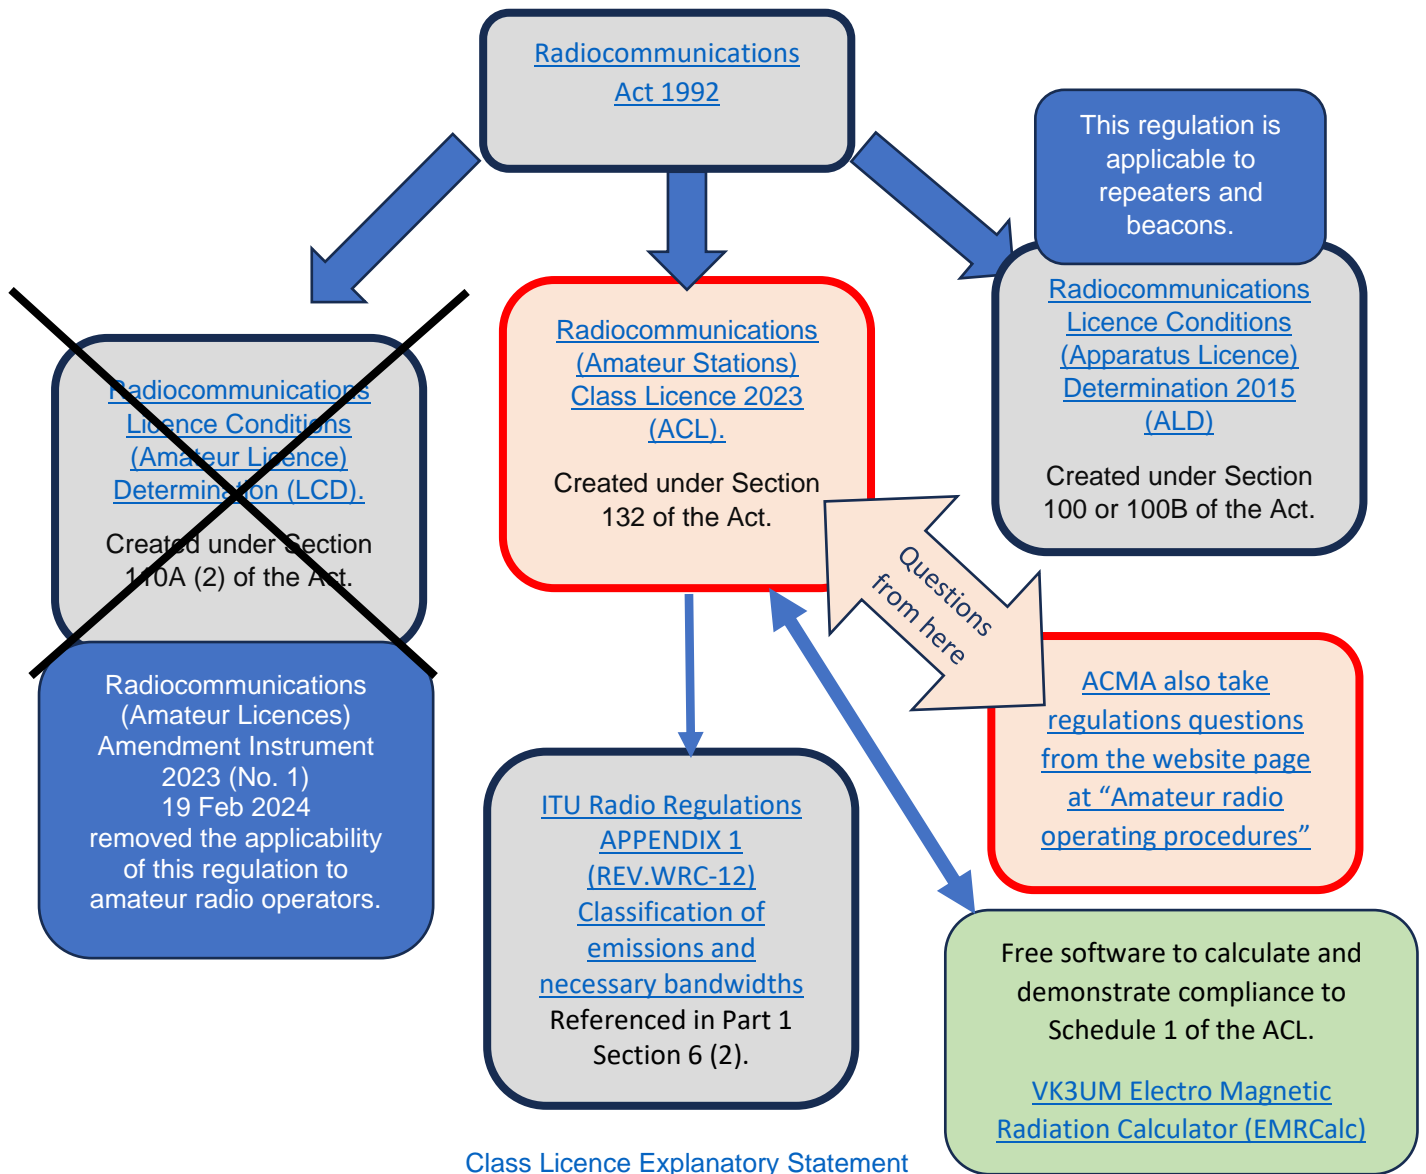 Radiocommunications
Act 1992
This regulation is
applicable to
repeaters and
beacons.
Radiocommunications
Licence Conditions
(Amateur Licence)
Determination (LCD).
Created under Section
110A (2) of the Act.
Radiocommunications
(Amateur Licences)
Amendment Instrument
2023 (No. 1)
19 Feb 2024
removed the applicability
of this regulation to
amateur radio operators.
Radiocommunications
(Amateur Stations)
Class Licence 2023
(ACL).
Created under Section
132 of the Act.
Radiocommunications
Licence Conditions
(Apparatus Licence)
Determination 2015
(ALD)
Created under Section
100 or 100B of the Act.
Questions
from here
ACMA also take
regulations questions
from the website page
at “Amateur radio
operating procedures”
ITU Radio Regulations
APPENDIX 1
(REV.WRC-12)
Classification of
emissions and
necessary bandwidths
Referenced in Part 1
Section 6 (2).
Free software to calculate and
demonstrate compliance to
Schedule 1 of the ACL.
VK3UM Electro Magnetic
Radiation Calculator (EMRCalc)
Class Licence Explanatory Statement